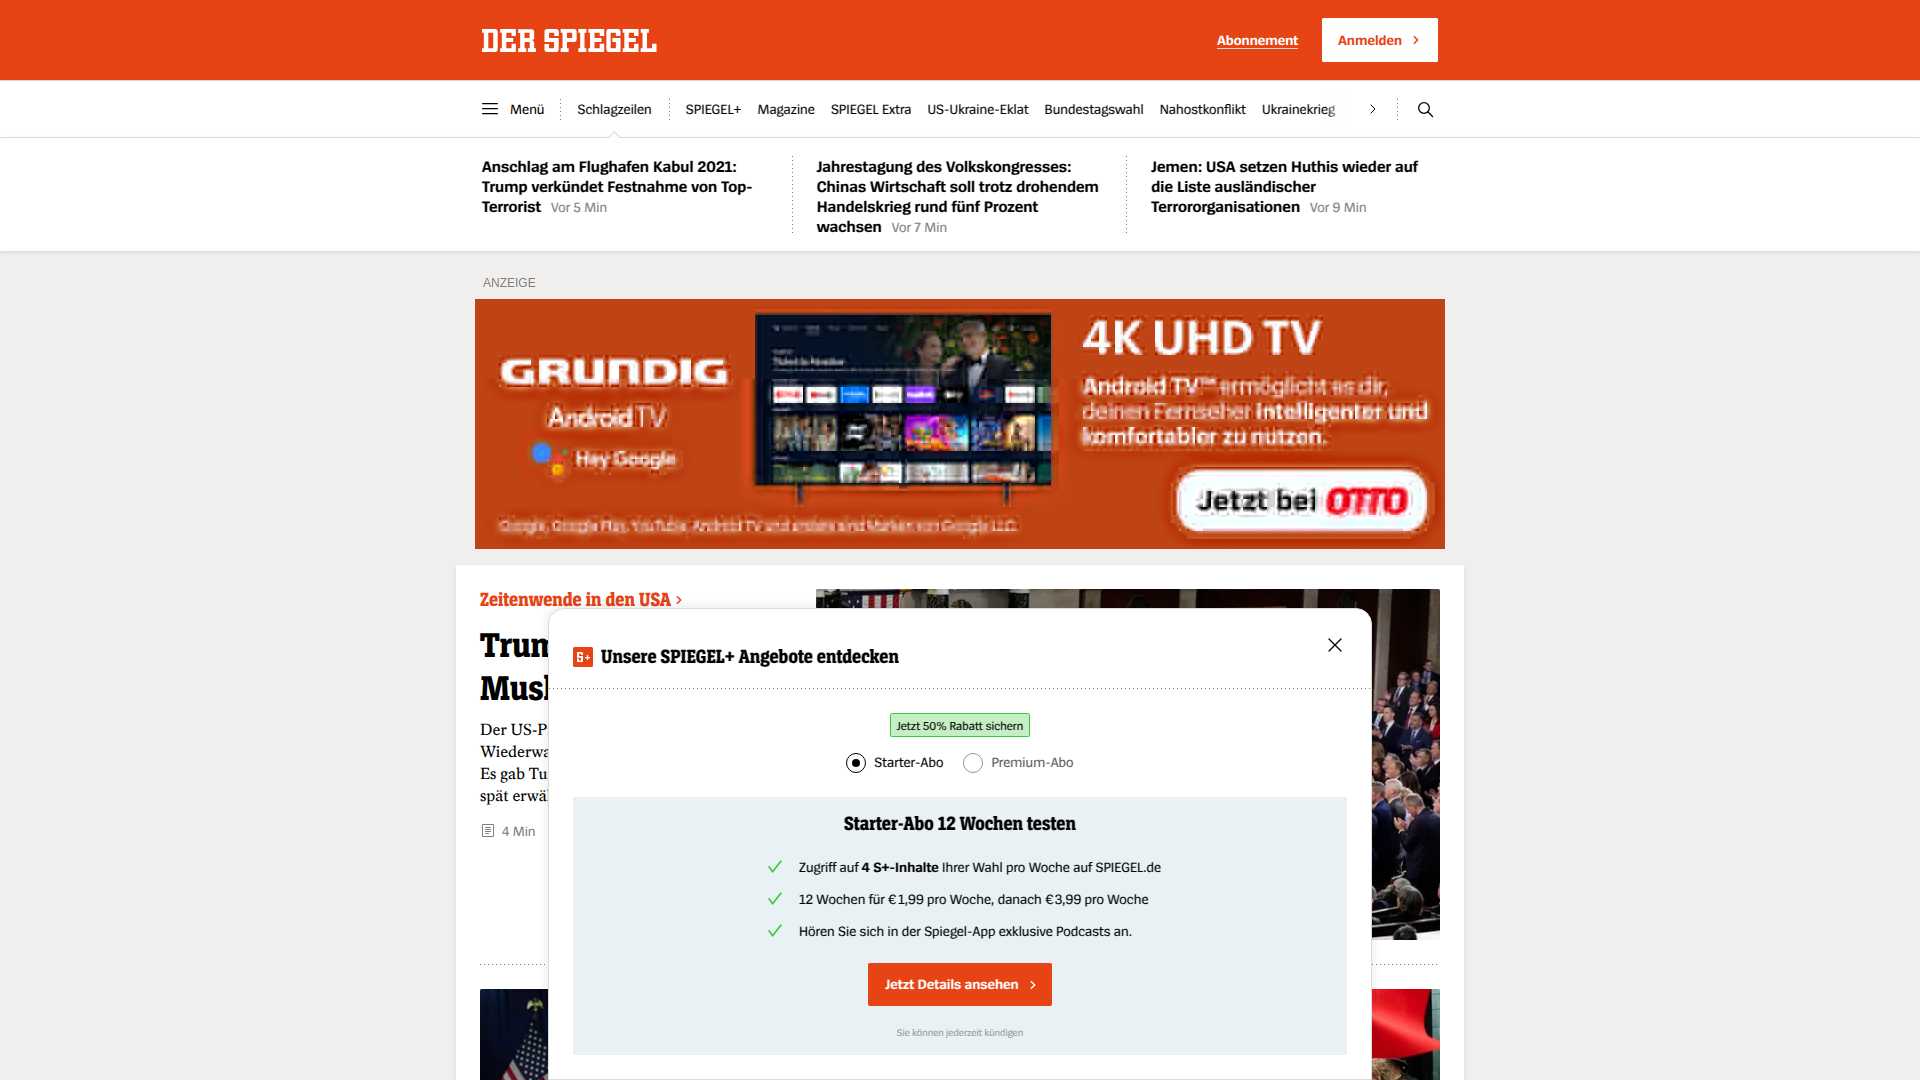 DER SPIEGEL
Abonnement
Anmelden
Menü
Schlagzeilen
SPIEGEL+
Magazine
SPIEGEL Extra
US-Ukraine-Eklat
Bundestagswahl
Nahostkonflikt
Ukrainekrieg
Anschlag am Flughafen Kabul 2021:
Trump verkündet Festnahme von Top-
Terrorist Vor 5 Min
Jahrestagung des Volkskongresses:
Chinas Wirtschaft soll trotz drohendem
Handelskrieg rund fünf Prozent
wachsen Vor 7 Min
Jemen: USA setzen Huthis wieder auf
die Liste ausländischer
Terrororganisationen Vor 9 Min
ANZEIGE
GRUNDIG
Android TV
Hey Google
Google, Google Play, YouTube, Android TV und andere sind Marken von Google LLC.
4K UHD TV
Android TV™ ermöglicht es dir,
deinen Fernseher intelligenter und
komfortabler zu nutzen.
Jetzt bei OTTO
Zeitenwende in den USA
Trum
Mus
Der US-P
Wiederwa
Es gab Tu
spät erwä
4 Min
Unsere SPIEGEL+ Angebote entdecken
Jetzt 50% Rabatt sichern
Starter-Abo
Premium-Abo
Starter-Abo 12 Wochen testen
Zugriff auf 4 S+-Inhalte Ihrer Wahl pro Woche auf SPIEGEL.de
12 Wochen für € 1,99 pro Woche, danach € 3,99 pro Woche
Hören Sie sich in der Spiegel-App exklusive Podcasts an.
Jetzt Details ansehen
Sie können jederzeit kündigen